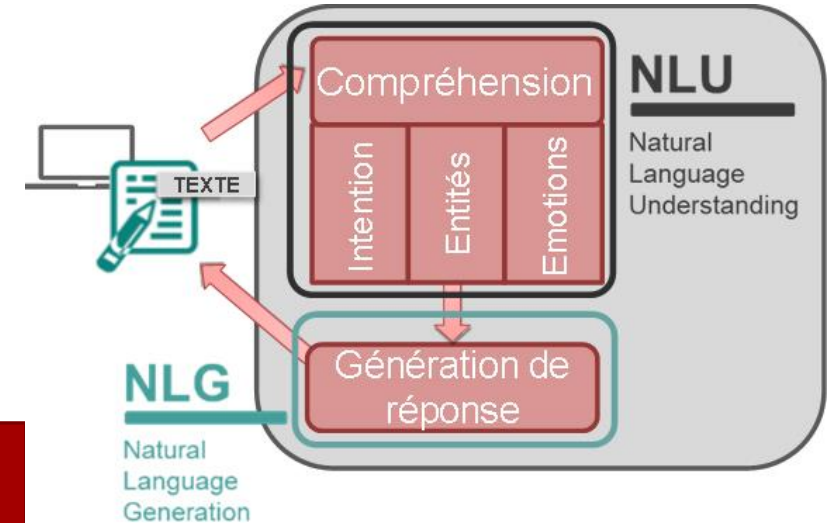 Compréhension
Intention
Entités
Emotions
NLU
Natural
Language
Understanding
TEXTE
Génération de
réponse
NLG
Natural
Language
Generation